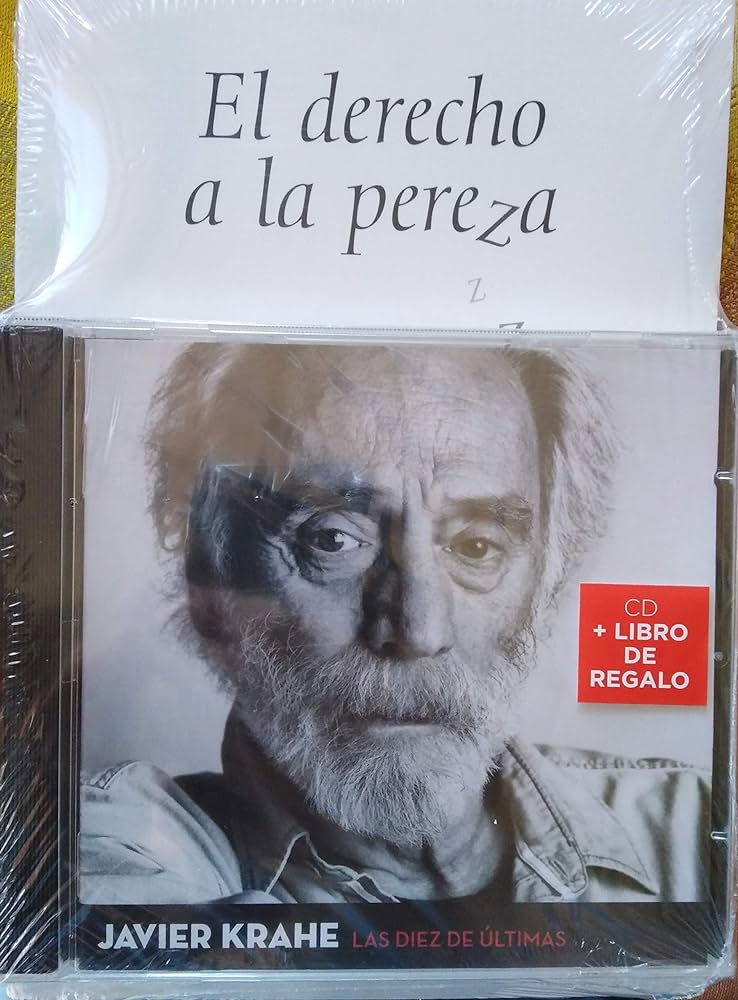 El derecho
a la pereza
z
z
CD
+ LIBRO
DE
REGALO
JAVIER KRAHE LAS DIEZ DE ÚLTIMAS